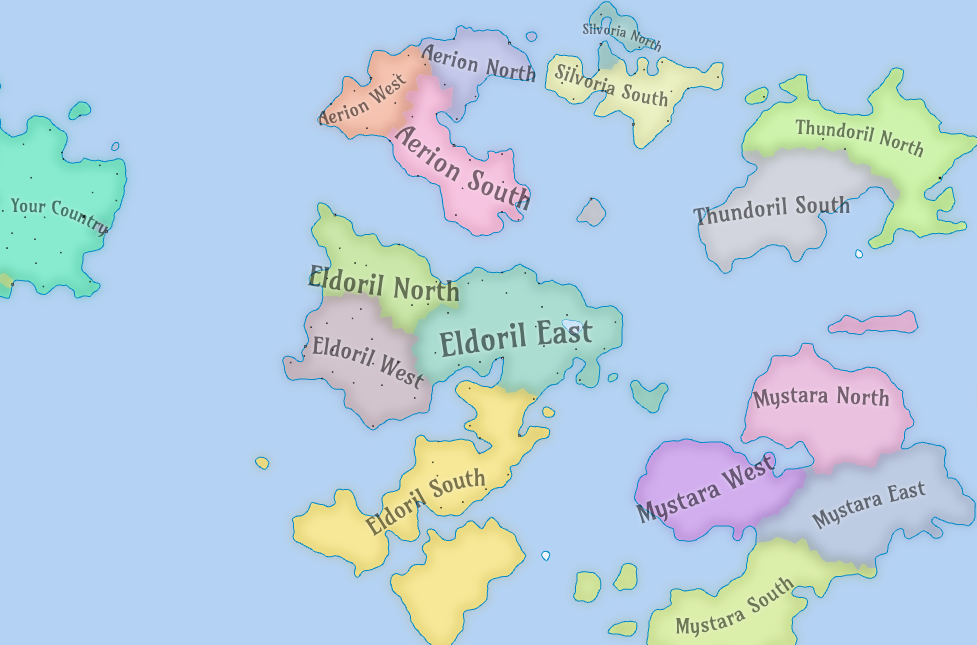 Silvoria North
Aerion North
Silvoria South
Aerion West
Thundoril North
Aerion South
Your Country
Thundoril South
Eldoril North
Eldoril East
Eldoril West
Mystara North
Mystara West
Mystara East
Eldoril South
Mystara South